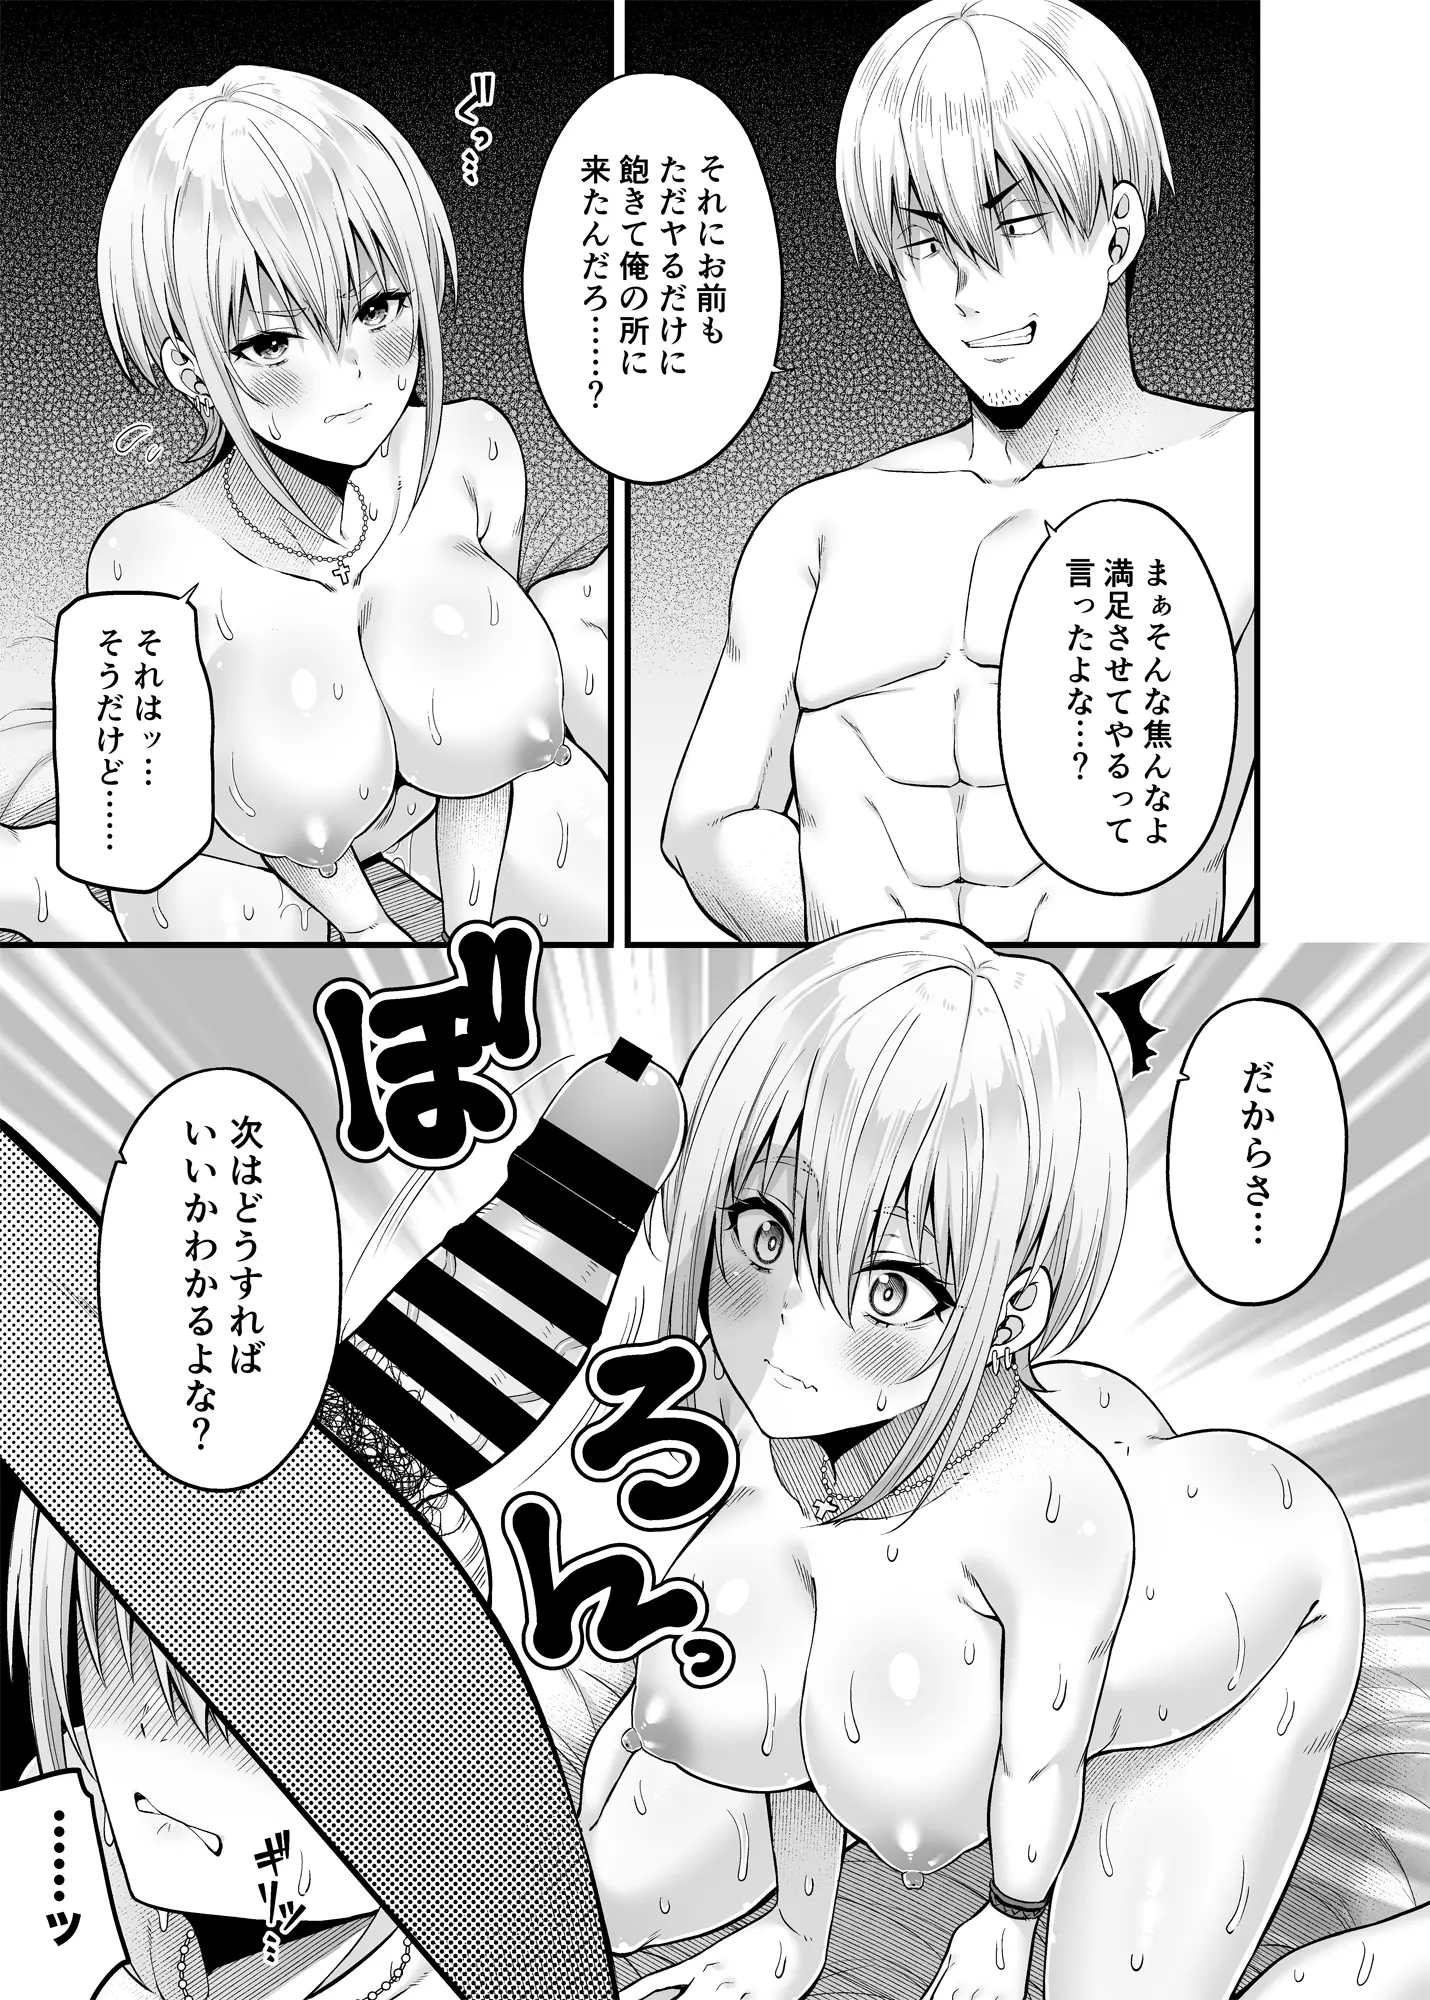 まぁそんな焦んなよ
満足させてやるって
言ったよな…?
それにお前も
ただヤるだけに
飽きて俺の所に
来たんだろ……?
ぐっ…
それはッ…
そうだけど……
だからさ…
ぼ
ろ
んっ
次はどうすれば
いいかわかるよな?
ギリッ…
……ッ